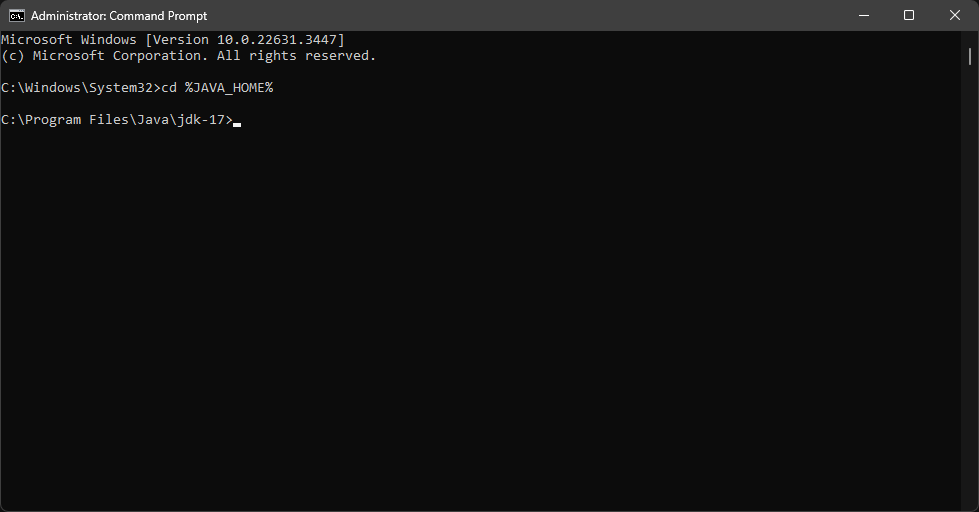 Administrator: Command Prompt
Microsoft Windows [Version 10.0.22631.3447]
(c) Microsoft Corporation. All rights reserved.
C:\Windows\System32>cd %JAVA_HOME%
C:\Program Files\Java\jdk-17>